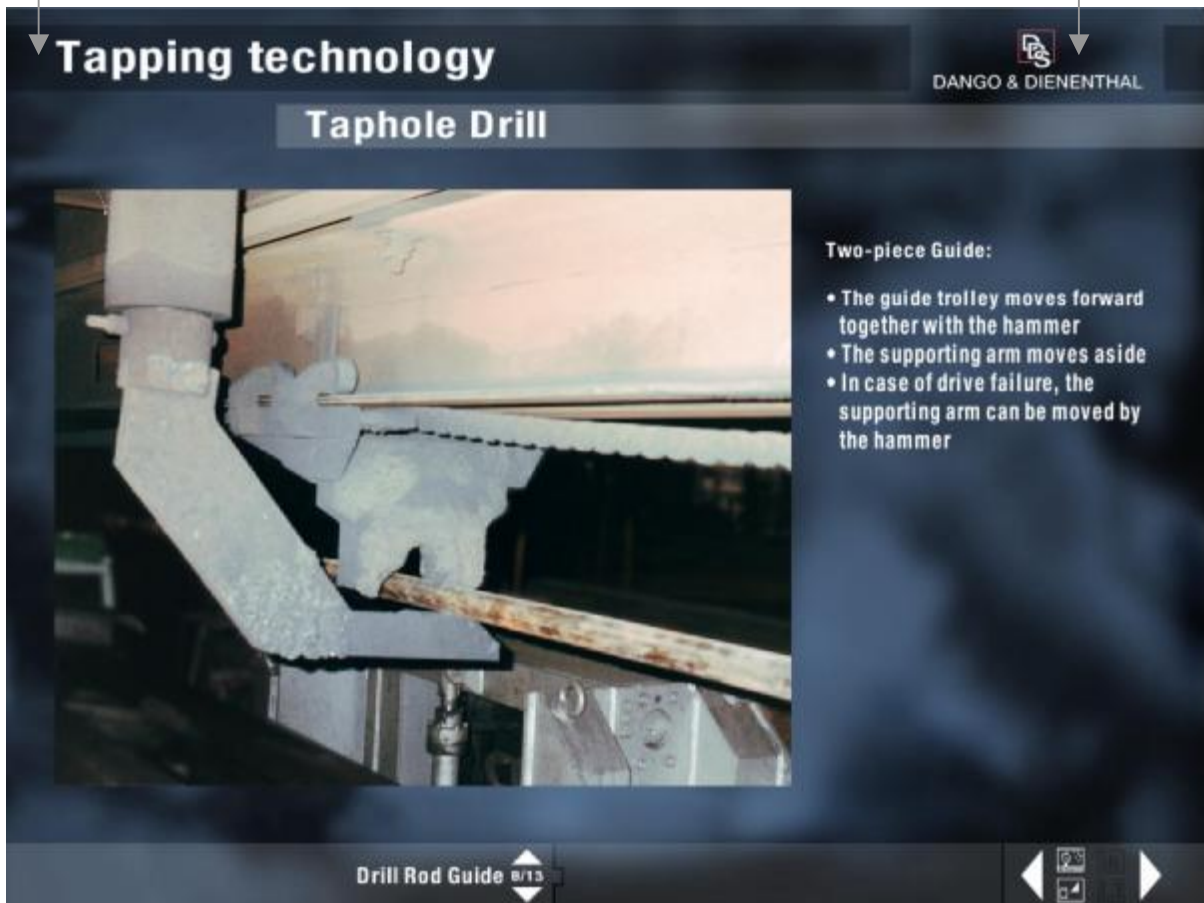 Tapping technology
DDS
DANGO & DIENENTHAL
Taphole Drill
Two-piece Guide:
• The guide trolley moves forward
together with the hammer
• The supporting arm moves aside
• In case of drive failure, the
supporting arm can be moved by
the hammer
Drill Rod Guide